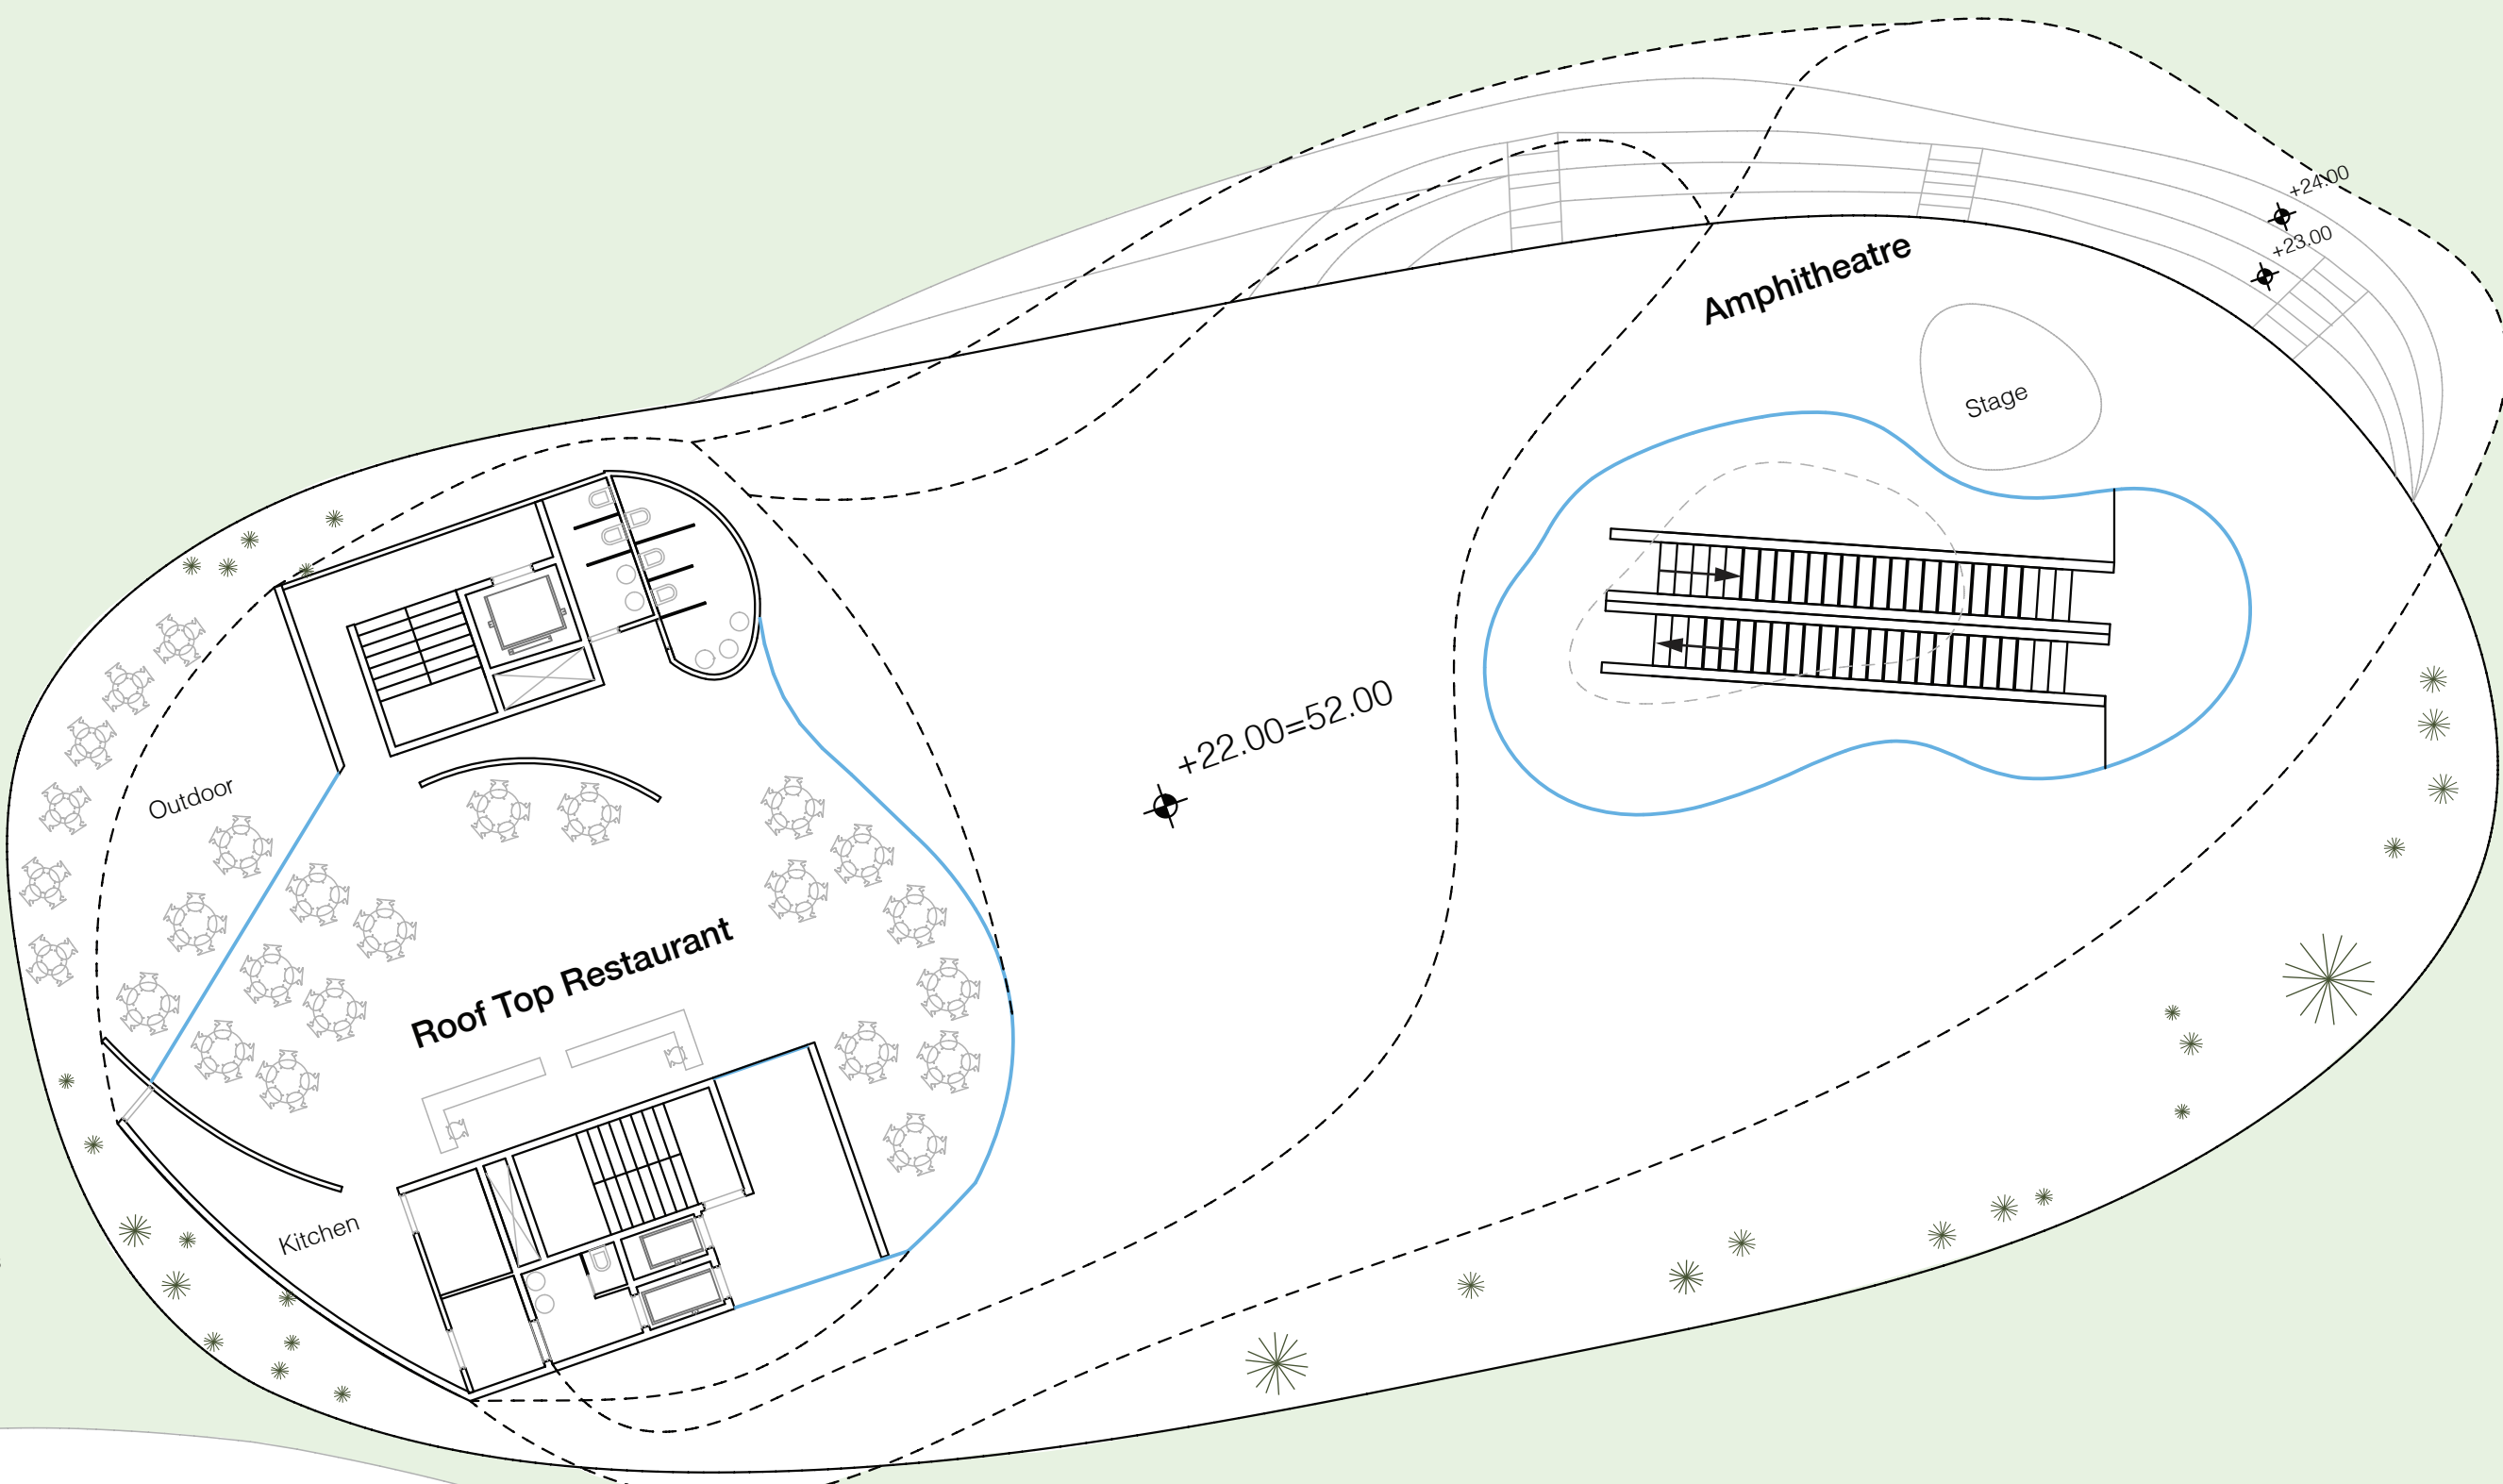 +24.00
+23.00
Amphitheatre
Stage
+22.00=52.00
Outdoor
Roof Top Restaurant
Kitchen